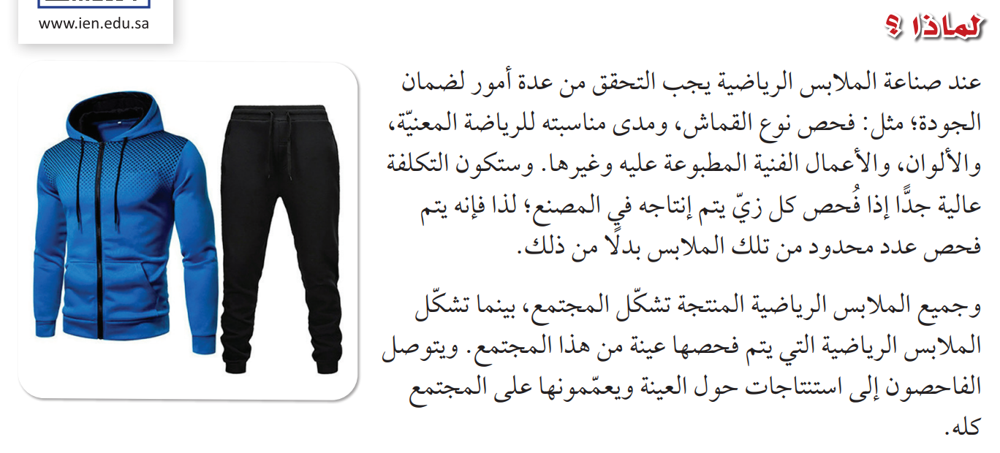 www.ien.edu.sa
لماذا ؟
عند صناعة الملابس الرياضية يجب التحقق من عدة أمور لضمان
الجودة؛ مثل: فحص نوع القماش، ومدى مناسبته للرياضة المعنيّة،
والألوان، والأعمال الفنية المطبوعة عليه وغيرها. وستكون التكلفة
عالية جدًّا إذا فُحص كل زيّ يتم إنتاجه في المصنع؛ لذا فإنه يتم
فحص عدد محدود من تلك الملابس بدلًا من ذلك.
وجميع الملابس الرياضية المنتجة تشكّل المجتمع، بينما تشكّل
الملابس الرياضية التي يتم فحصها عينة من هذا المجتمع. ويتوصل
الفاحصون إلى استنتاجات حول العينة ويعمّمونها على المجتمع
كله.